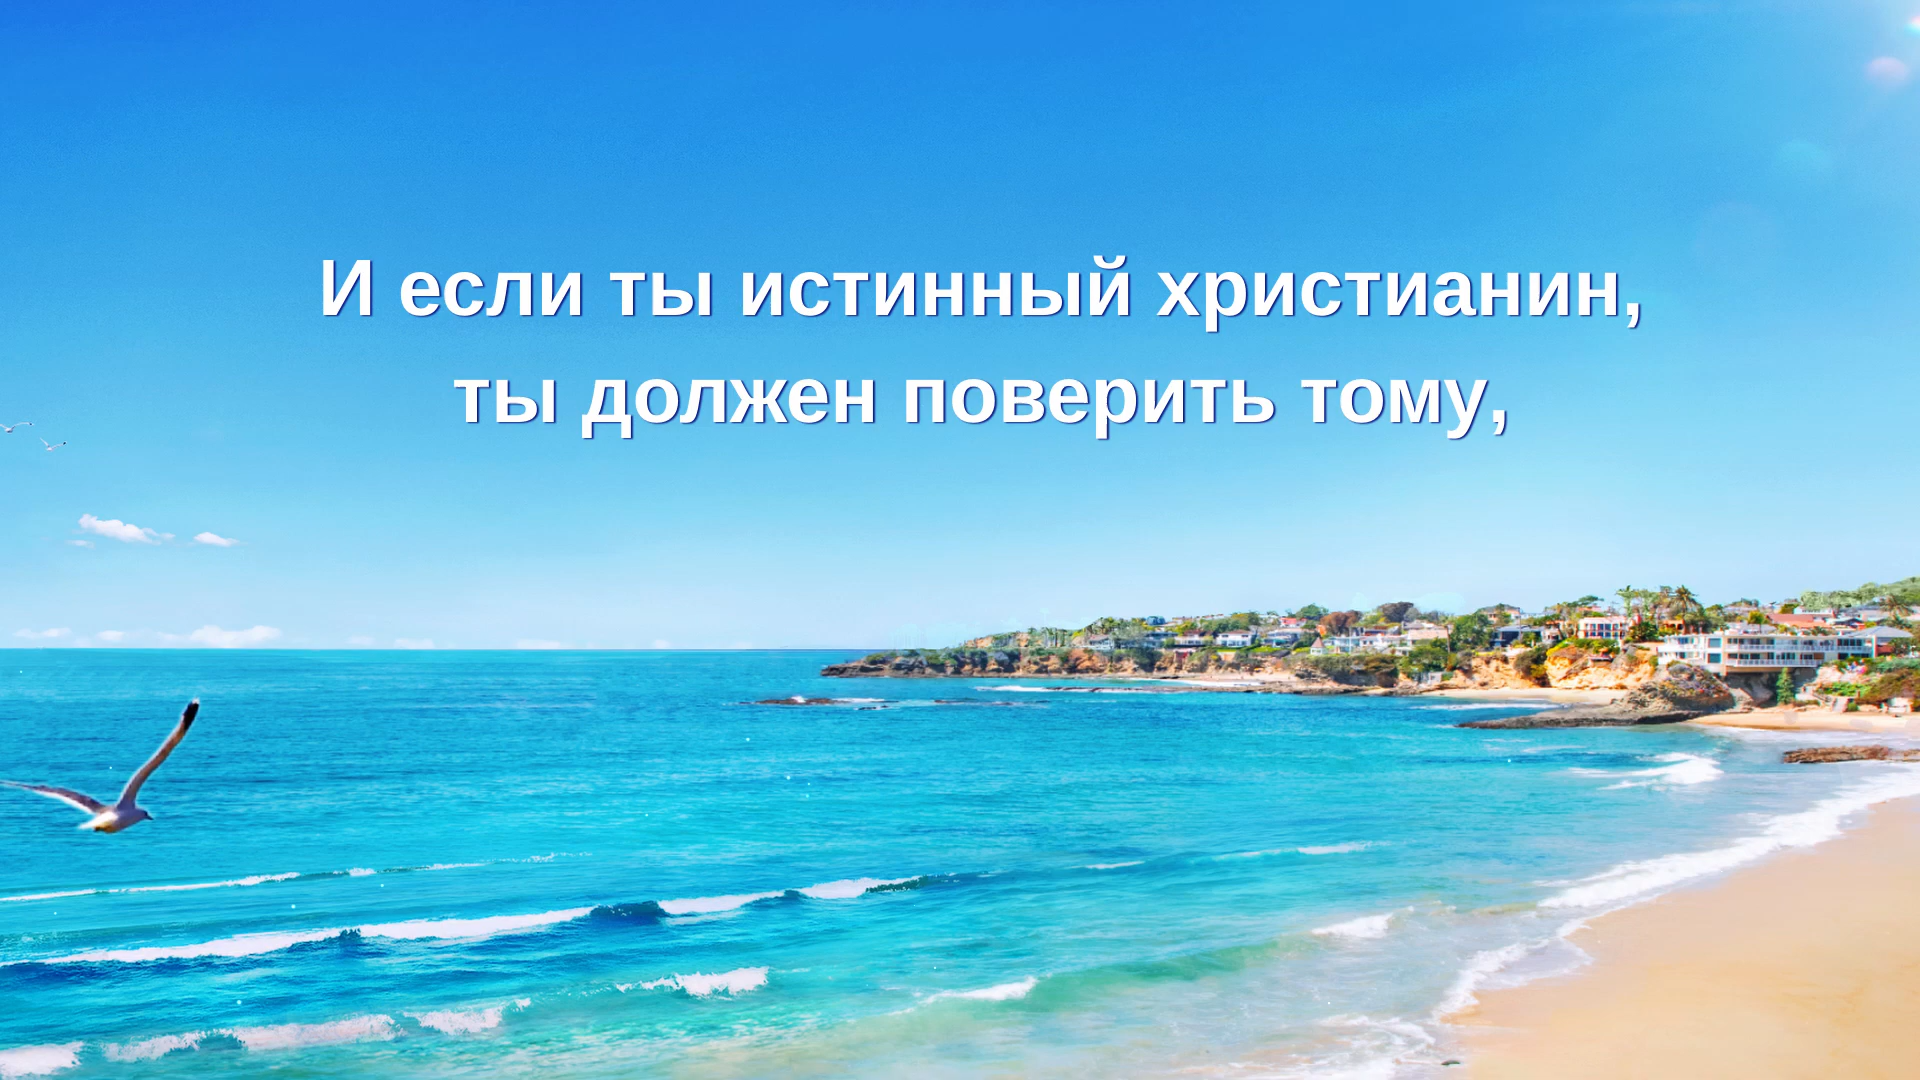 И если ты истинный христианин,
ты должен поверить тому,